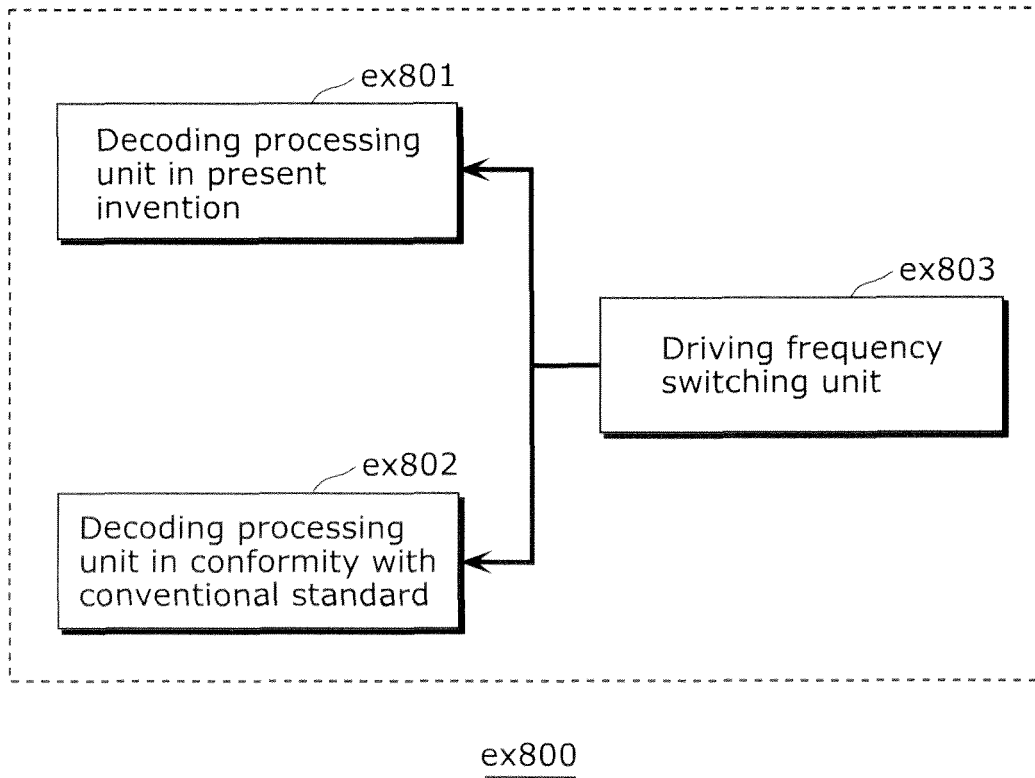 ex801
Decoding processing
unit in present
invention
ex803
Driving frequency
switching unit
ex802
Decoding processing
unit in conformity with
conventional standard
ex800